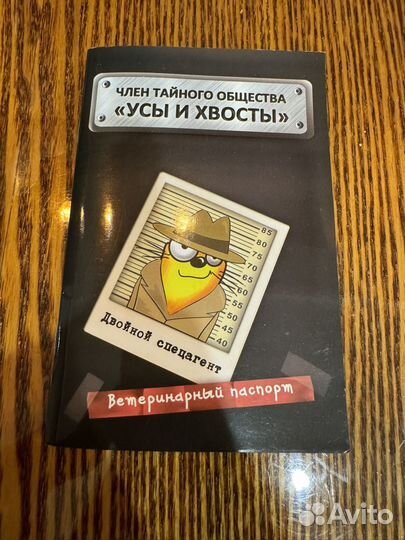 ЧЛЕН ТАЙНОГО ОБЩЕСТВА
«УСЫ И ХВОСТЫ»
85
80
75
70
65
60
55
50
45
40
Двойной спецагент
Ветеринарный паспорт
Avito